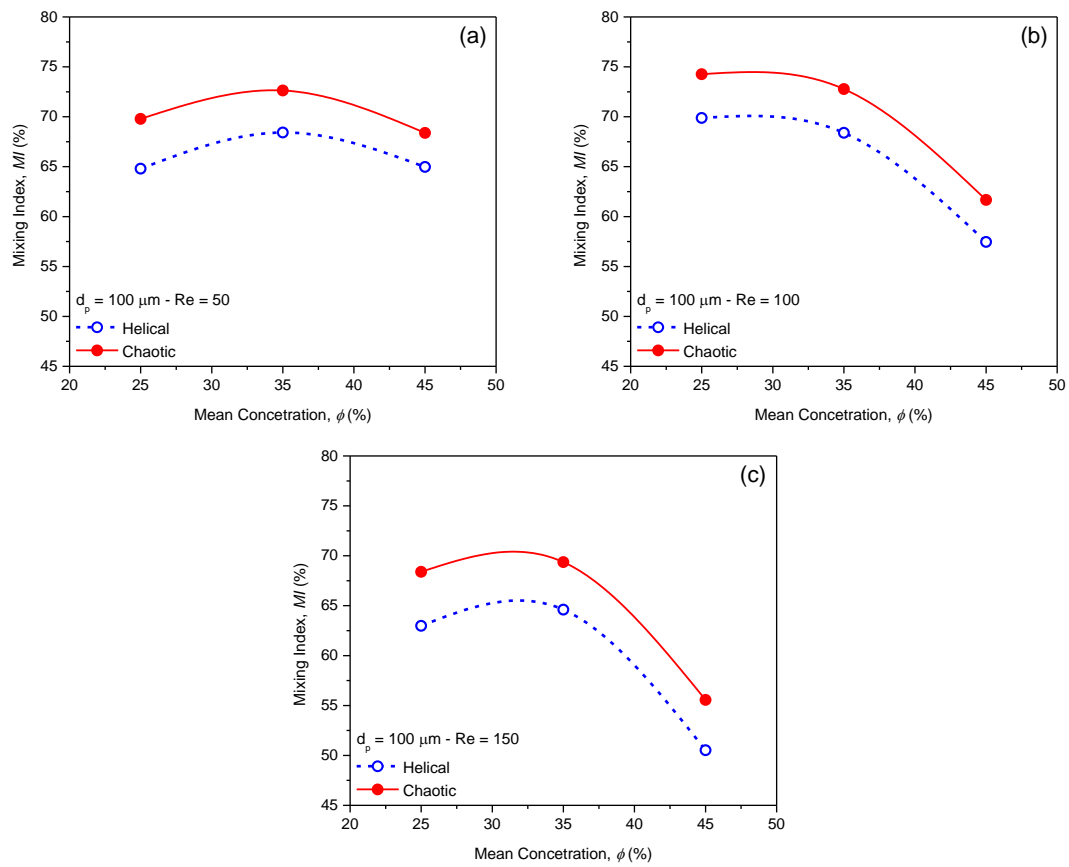 (a)
80
75
70
65
60
55
50
45
Mixing Index, MI (%)
d_p = 100 μm - Re = 50
Helical
Chaotic
20 25 30 35 40 45 50
Mean Concetration, ϕ (%)
(b)
80
75
70
65
60
55
50
45
Mixing Index, MI (%)
d_p = 100 μm - Re = 100
Helical
Chaotic
20 25 30 35 40 45 50
Mean Concetration, ϕ (%)
(c)
80
75
70
65
60
55
50
45
Mixing Index, MI (%)
d_p = 100 μm - Re = 150
Helical
Chaotic
20 25 30 35 40 45 50
Mean Concetration, ϕ (%)